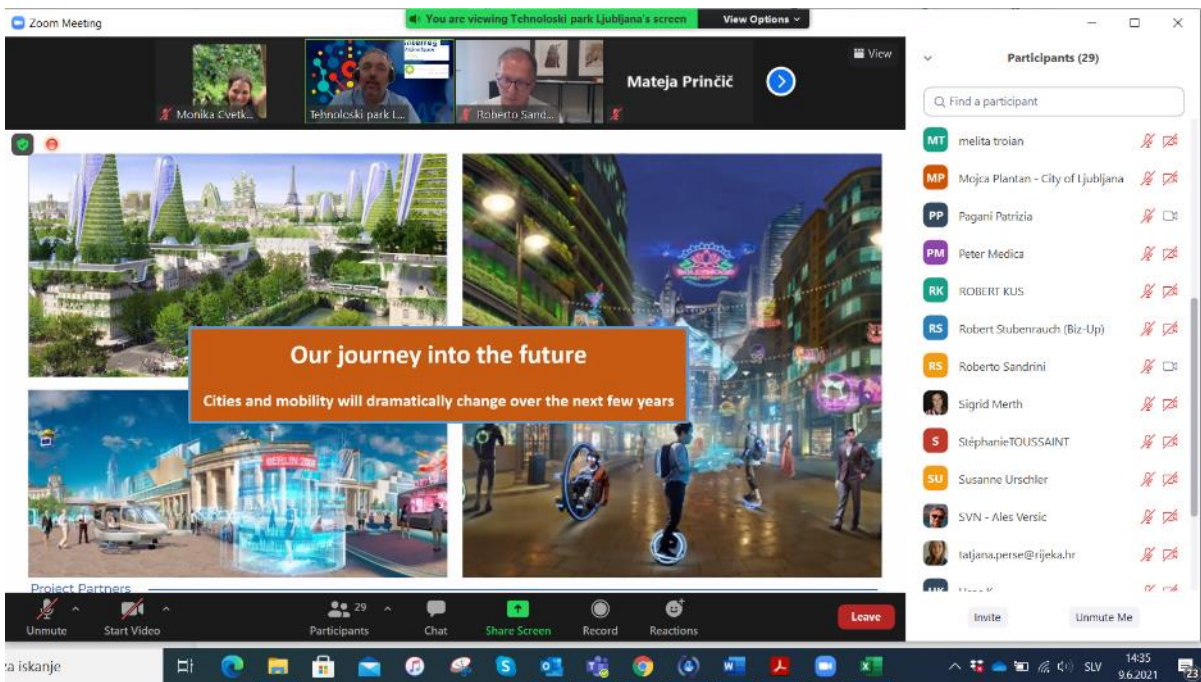 Zoom Meeting
You are viewing Tehnoloski park Ljubljana's screen
View Options
View
Monika Cvetk...
Tehnoloski park L...
Roberto Sand...
Mateja Prinčič
Our journey into the future
Cities and mobility will dramatically change over the next few years
BERLIN
BOLLYWOOD
Project Partners
Unmute
Start Video
29
Participants
Chat
Share Screen
Record
Reactions
Leave
Participants (29)
Find a participant
MT melita troian
MP Mojca Plantan - City of Ljubljana
PP Pagani Patrizia
PM Peter Medica
RK ROBERT KUS
RS Robert Stubenrauch (Biz-Up)
RS Roberto Sandrini
Sigrid Merth
S StéphanieTOUSSAINT
SU Susanne Urschler
SVN - Ales Versic
tatjana.perse@rijeka.hr
Invite
Unmute Me
za iskanje
SLV
14:35
9.6.2021
23